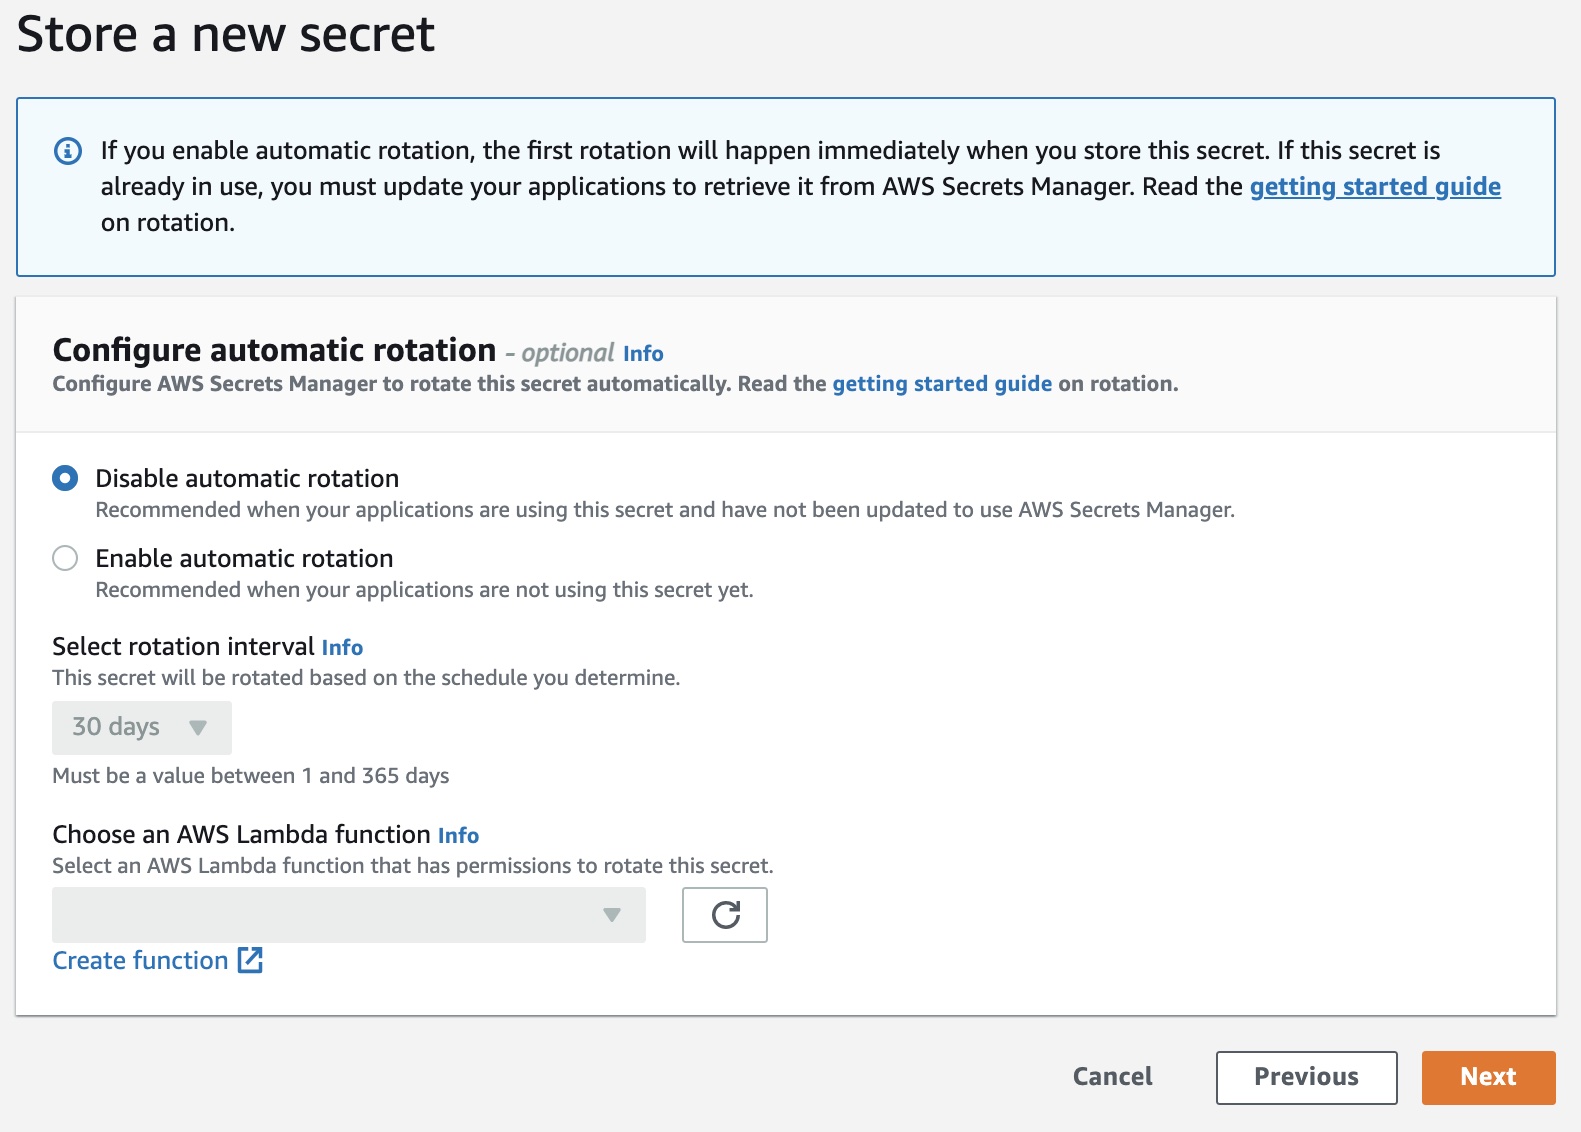 Store a new secret
If you enable automatic rotation, the first rotation will happen immediately when you store this secret. If this secret is
already in use, you must update your applications to retrieve it from AWS Secrets Manager. Read the getting started guide
on rotation.
Configure automatic rotation - optional Info
Configure AWS Secrets Manager to rotate this secret automatically. Read the getting started guide on rotation.
Disable automatic rotation
Recommended when your applications are using this secret and have not been updated to use AWS Secrets Manager.
Enable automatic rotation
Recommended when your applications are not using this secret yet.
Select rotation interval Info
This secret will be rotated based on the schedule you determine.
30 days
Must be a value between 1 and 365 days
Choose an AWS Lambda function Info
Select an AWS Lambda function that has permissions to rotate this secret.
Create function
Cancel Previous Next